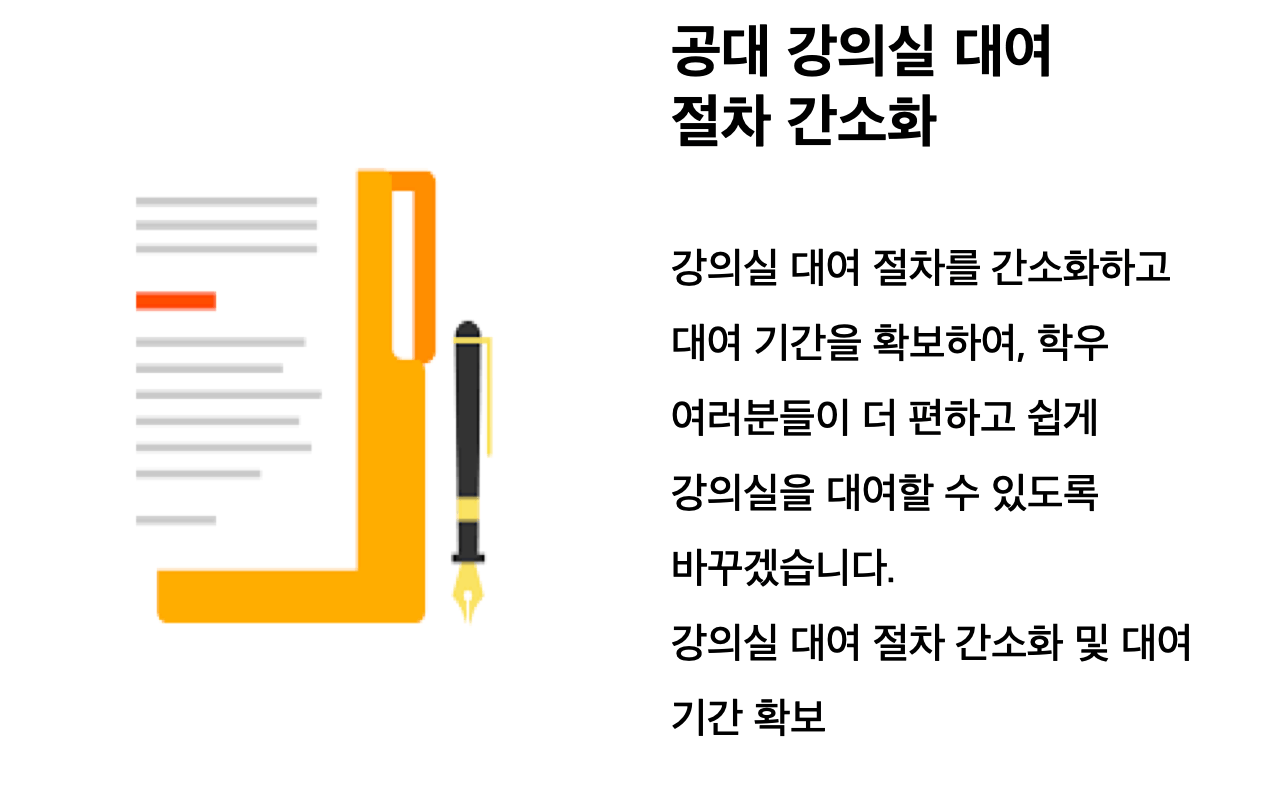 공대 강의실 대여
절차 간소화
강의실 대여 절차를 간소화하고
대여 기간을 확보하여, 학우
여러분들이 더 편하고 쉽게
강의실을 대여할 수 있도록
바꾸겠습니다.
강의실 대여 절차 간소화 및 대여
기간 확보